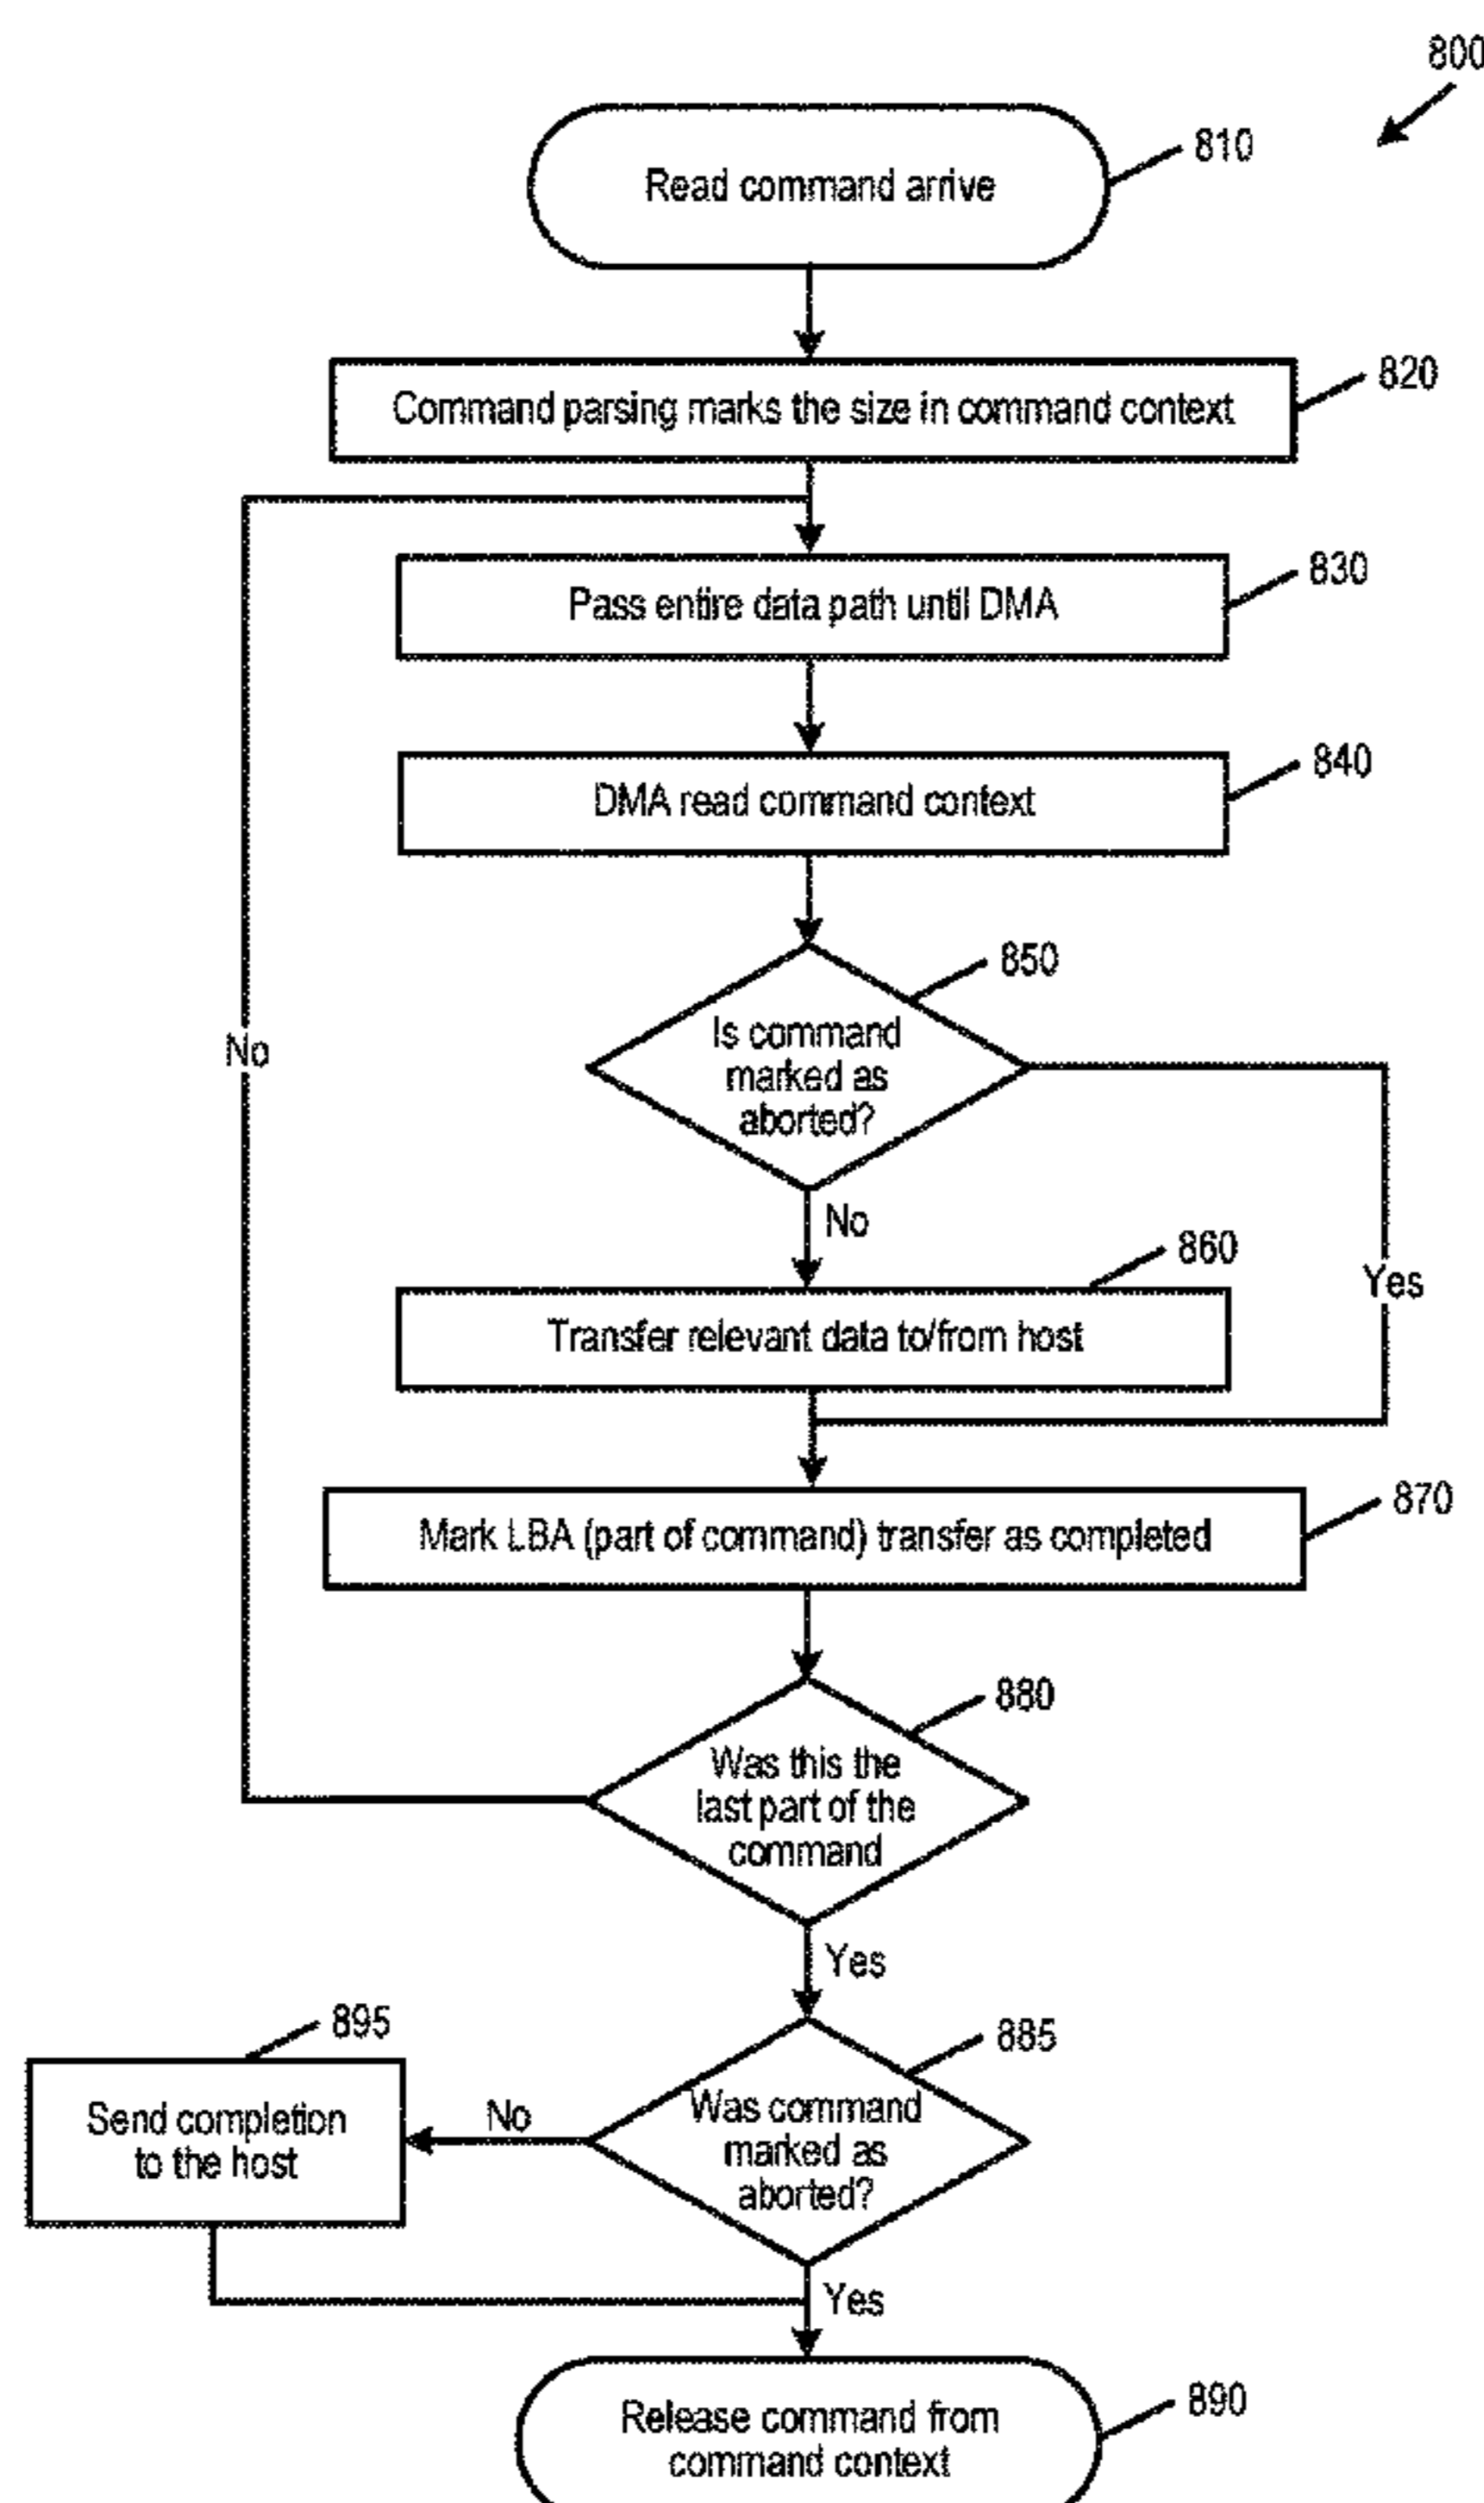 800
810
Read command arrive
820
Command parsing marks the size in command context
830
Pass entire data path until DMA
840
DMA read command context
850
Is command
marked as
aborted?
No
No
860
Yes
Transfer relevant data to/from host
870
Mark LBA (part of command) transfer as completed
880
Was this the
last part of the
command
Yes
895
885
Send completion
to the host
No
Was command
marked as
aborted?
Yes
890
Release command from
command context